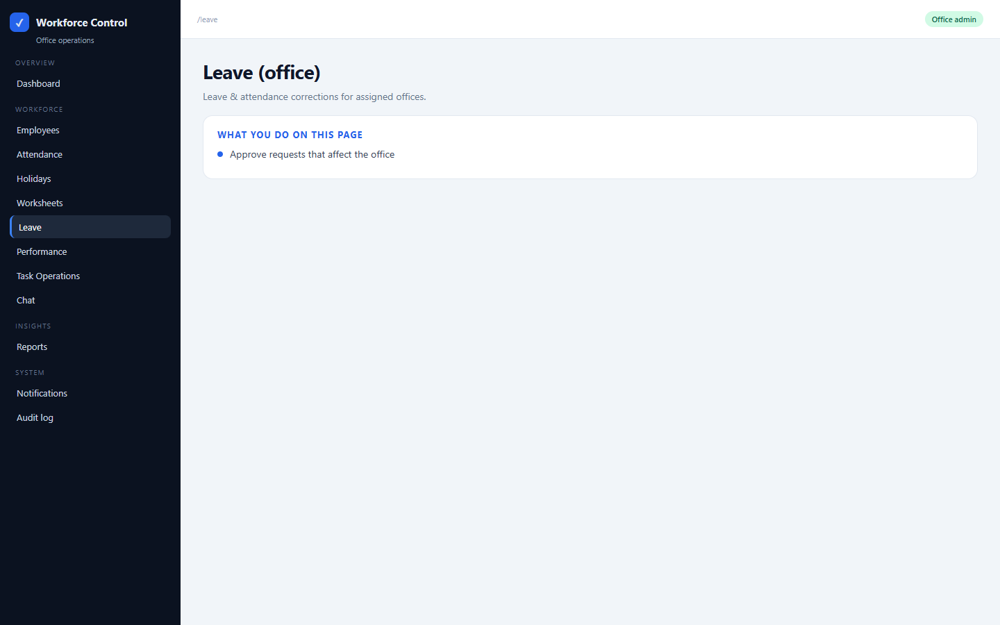 Workforce Control
Office operations
OVERVIEW
Dashboard
WORKFORCE
Employees
Attendance
Holidays
Worksheets
Leave
Performance
Task Operations
Chat
INSIGHTS
Reports
SYSTEM
Notifications
Audit log
/leave
Office admin
Leave (office)
Leave & attendance corrections for assigned offices.
WHAT YOU DO ON THIS PAGE
Approve requests that affect the office